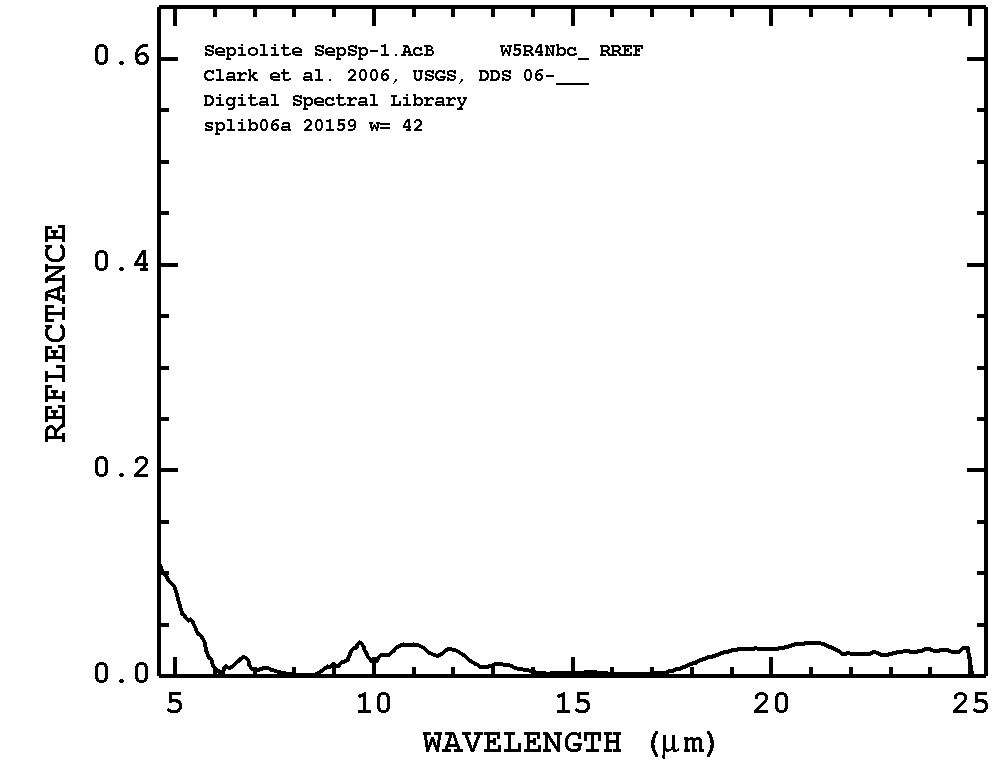 Sepiolite SepSp-1.AcB W5R4Nbc_ RREF
Clark et al. 2006, USGS, DDS 06-___
Digital Spectral Library
splib06a 20159 w= 42
0.6
0.4
0.2
0.0
REFLECTANCE
5 10 15 20 25
WAVELENGTH (μm)